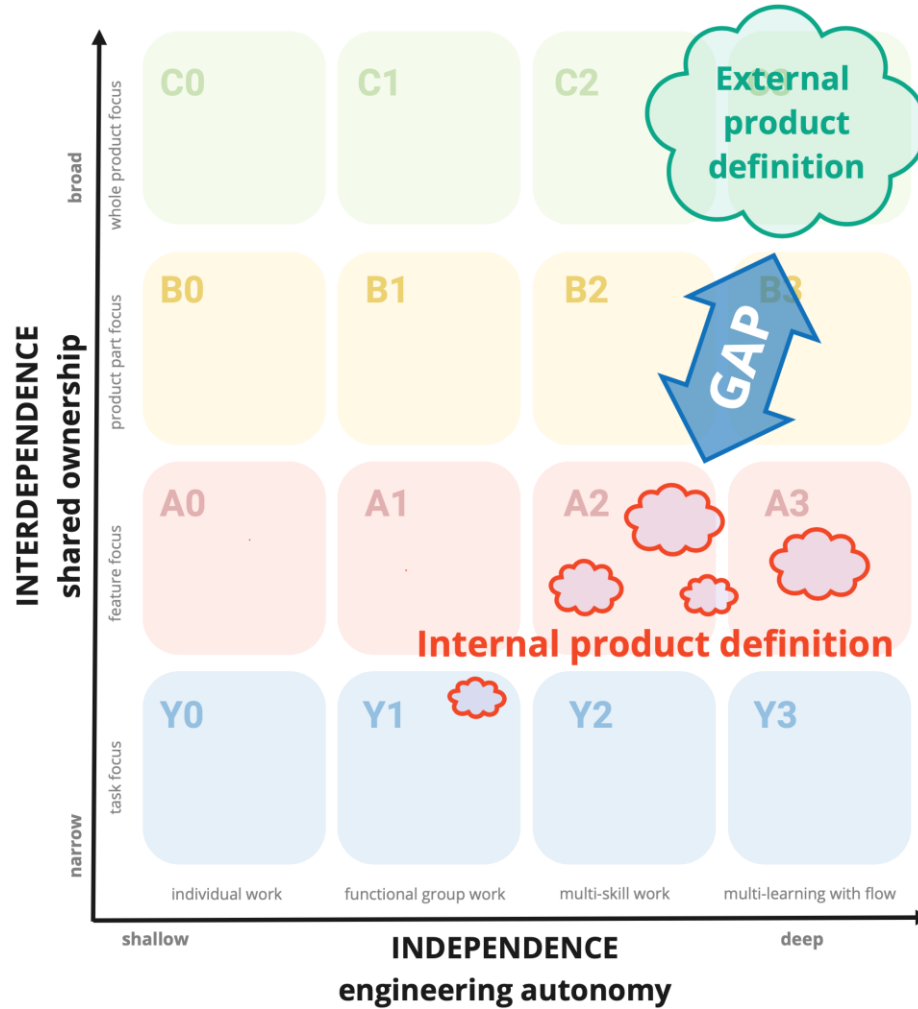 C0
C1
C2
C3
External
product
definition
B0
B1
B2
B3
GAP
A0
A1
A2
A3
Internal product definition
Y0
Y1
Y2
Y3
INTERDEPENDENCE
shared ownership
broad
narrow
whole product focus
product part focus
feature focus
task focus
individual work
functional group work
multi-skill work
multi-learning with flow
shallow
deep
INDEPENDENCE
engineering autonomy